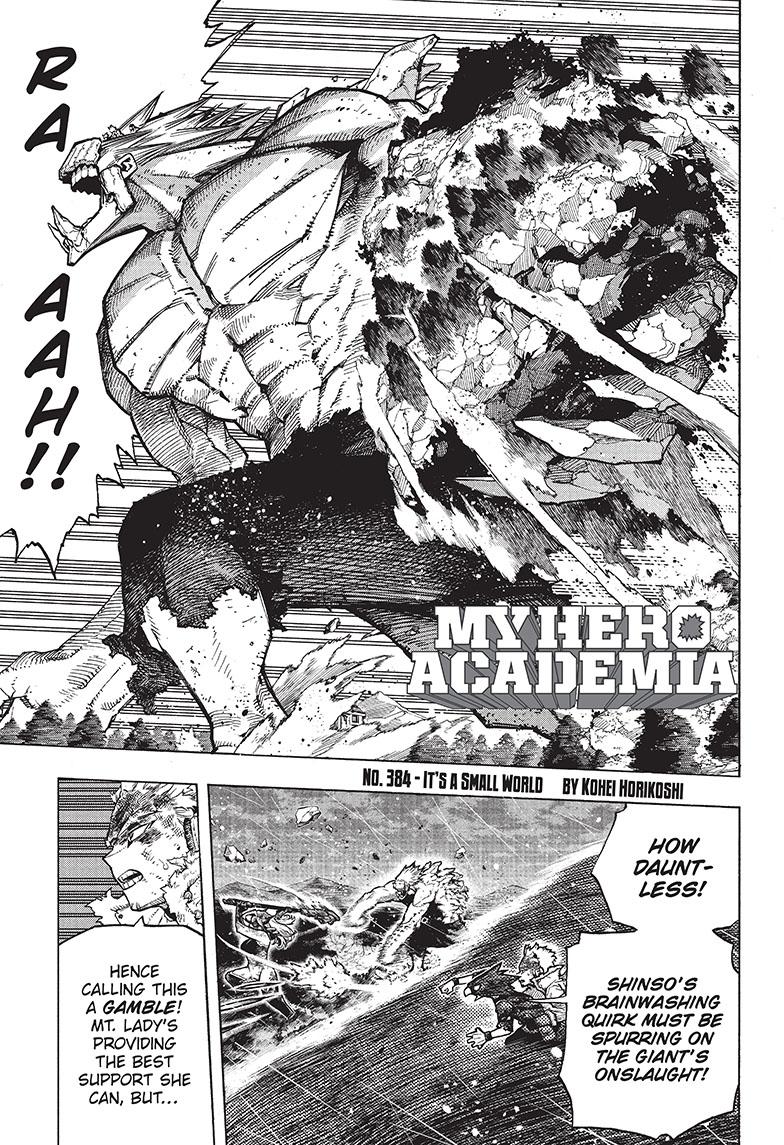 RA
AAH!!
MY HERO
ACADEMIA
No. 384 - It's a Small World by Kohei Horikoshi
HOW
DAUNT-
LESS!
SHINSO'S
BRAINWASHING
QUIRK MUST BE
SPURRING ON
THE GIANT'S
ONSLAUGHT!
HENCE
CALLING THIS
A GAMBLE!
MT. LADY'S
PROVIDING
THE BEST
SUPPORT SHE
CAN, BUT...